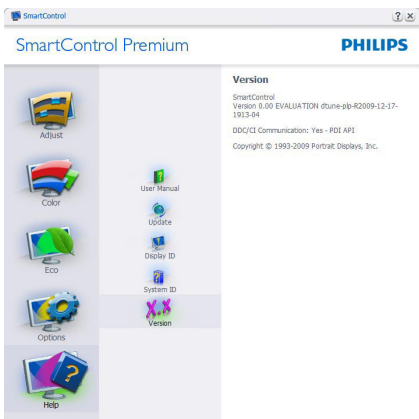 SmartControl
SmartControl Premium
PHILIPS
Adjust
Color
Eco
Options
Help
User Manual
Update
Display ID
System ID
X.X
Version
Version
SmartControl
Version 0.00 EVALUATION dtune-plp-R2009-12-17-
1913-04
DDC/CI Communication: Yes - PDI API
Copyright © 1993-2009 Portrait Displays, Inc.